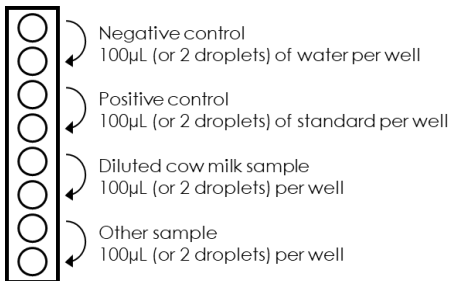 Negative control
100µL (or 2 droplets) of water per well
Positive control
100µL (or 2 droplets) of standard per well
Diluted cow milk sample
100µL (or 2 droplets) per well
Other sample
100µL (or 2 droplets) per well